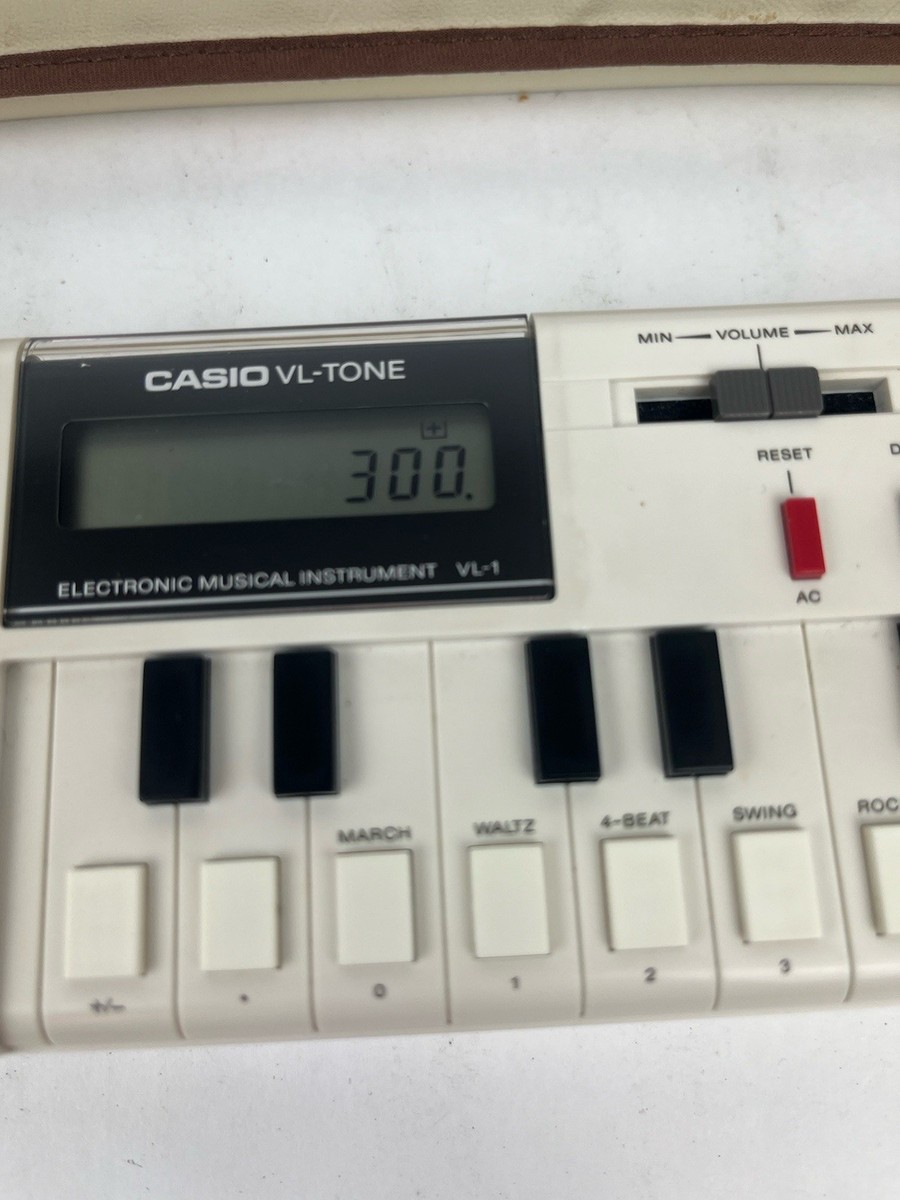 MIN VOLUME MAX
CASIO VL-TONE
+
300.
RESET
D
ELECTRONIC MUSICAL INSTRUMENT VL-1
AC
MARCH WALTZ 4-BEAT SWING ROC
+/− • 0 1 2 3